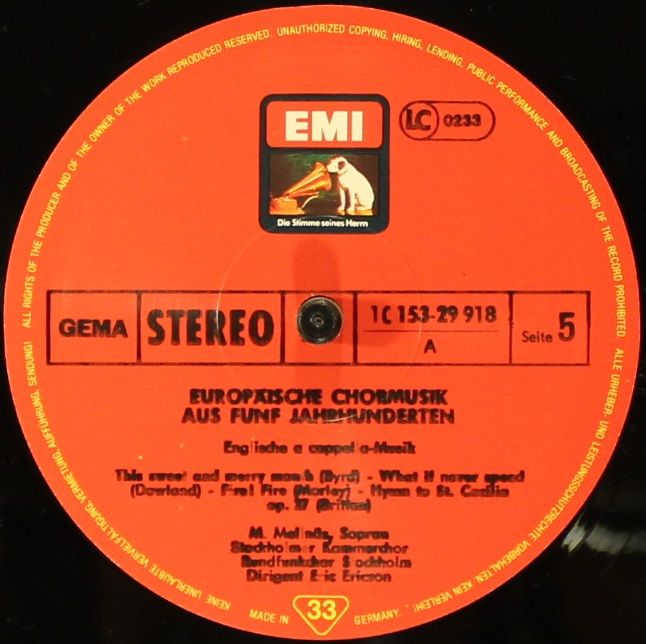 ALL RIGHTS OF THE PRODUCER AND OF THE OWNER OF THE WORK REPRODUCED RESERVED. UNAUTHORIZED COPYING, HIRING, LENDING, PUBLIC PERFORMANCE AND BROADCASTING OF THE RECORD PROHIBITED.
ALLE URHEBER- UND LEISTUNGSSCHUTZRECHTE VORBEHALTEN. KEIN VERLEIH! KEINE UNERLAUBTE VERVIELFÄLTIGUNG, VERMIETUNG, AUFFÜHRUNG, SENDUNG!
EMI
LC 0233
Die Stimme seines Herrn
GEMA STEREO 1C 153-29 918 Seite 5
A
EUROPÄISCHE CHORMUSIK
AUS FÜNF JAHRHUNDERTEN
Englische a cappella-Musik
This sweet and merry month (Byrd) - What if never speed
(Dowland) - Fire! Fire (Morley) - Hymn to St. Cecilia
op. 27 (Britten)
M. Sopran
Stockholmer Kammerchor
Rundfunkchor Stockholm
Dirigent Eric Ericson
MADE IN 33 GERMANY